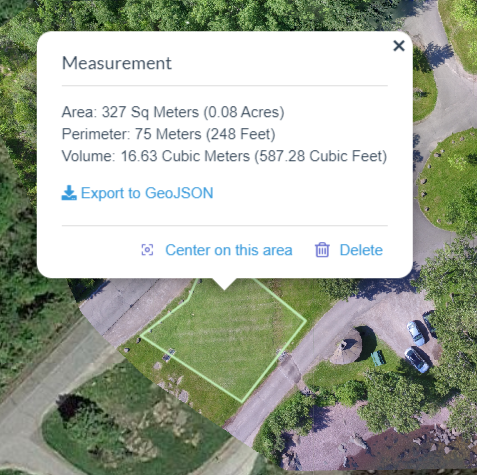 Measurement
Area: 327 Sq Meters (0.08 Acres)
Perimeter: 75 Meters (248 Feet)
Volume: 16.63 Cubic Meters (587.28 Cubic Feet)
Export to GeoJSON
Center on this area Delete